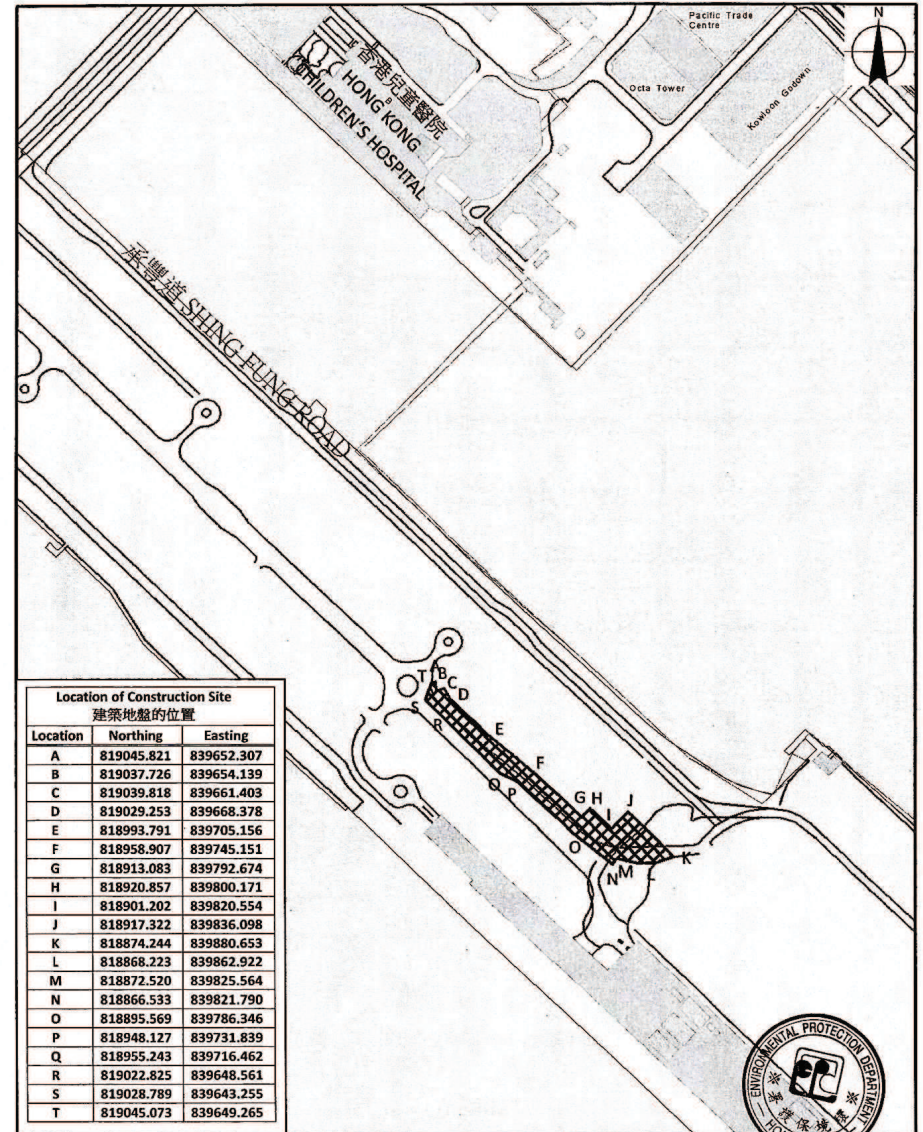 N
Pacific Trade
Centre
Octa Tower
Kowloon Godown
香港兒童醫院
HONG KONG
CHILDREN'S HOSPITAL
承豐道 SHING FUNG ROAD
A
B
T
C
D
S
R
E
F
Q
P
G H
I J
O
K
N
M
Location of Construction Site
建築地盤的位置
Location Northing Easting
A 819045.821 839652.307
B 819037.726 839654.139
C 819039.818 839661.403
D 819029.253 839668.378
E 818993.791 839705.156
F 818958.907 839745.151
G 818913.083 839792.674
H 818920.857 839800.171
I 818901.202 839820.554
J 818917.322 839836.098
K 818874.244 839880.653
L 818868.223 839862.922
M 818872.520 839825.564
N 818866.533 839821.790
O 818895.569 839786.346
P 818948.127 839731.839
Q 818955.243 839716.462
R 819022.825 839648.561
S 819028.789 839643.255
T 819045.073 839649.265
ENVIRONMENTAL PROTECTION DEPARTMENT